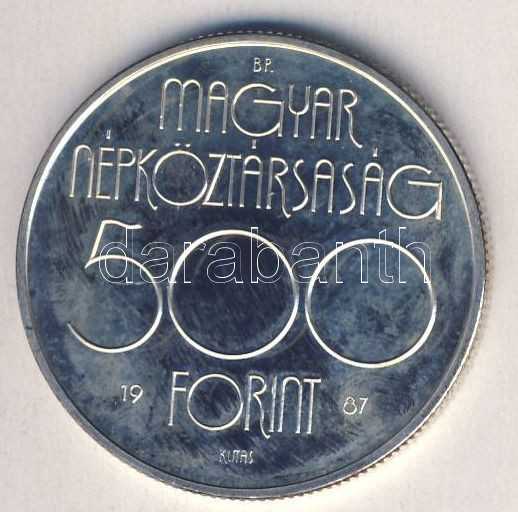 BP.
MAGYAR
NÉPKÖZTÁRSASÁG
500
darabanth
19 FORINT 87
KUTAS